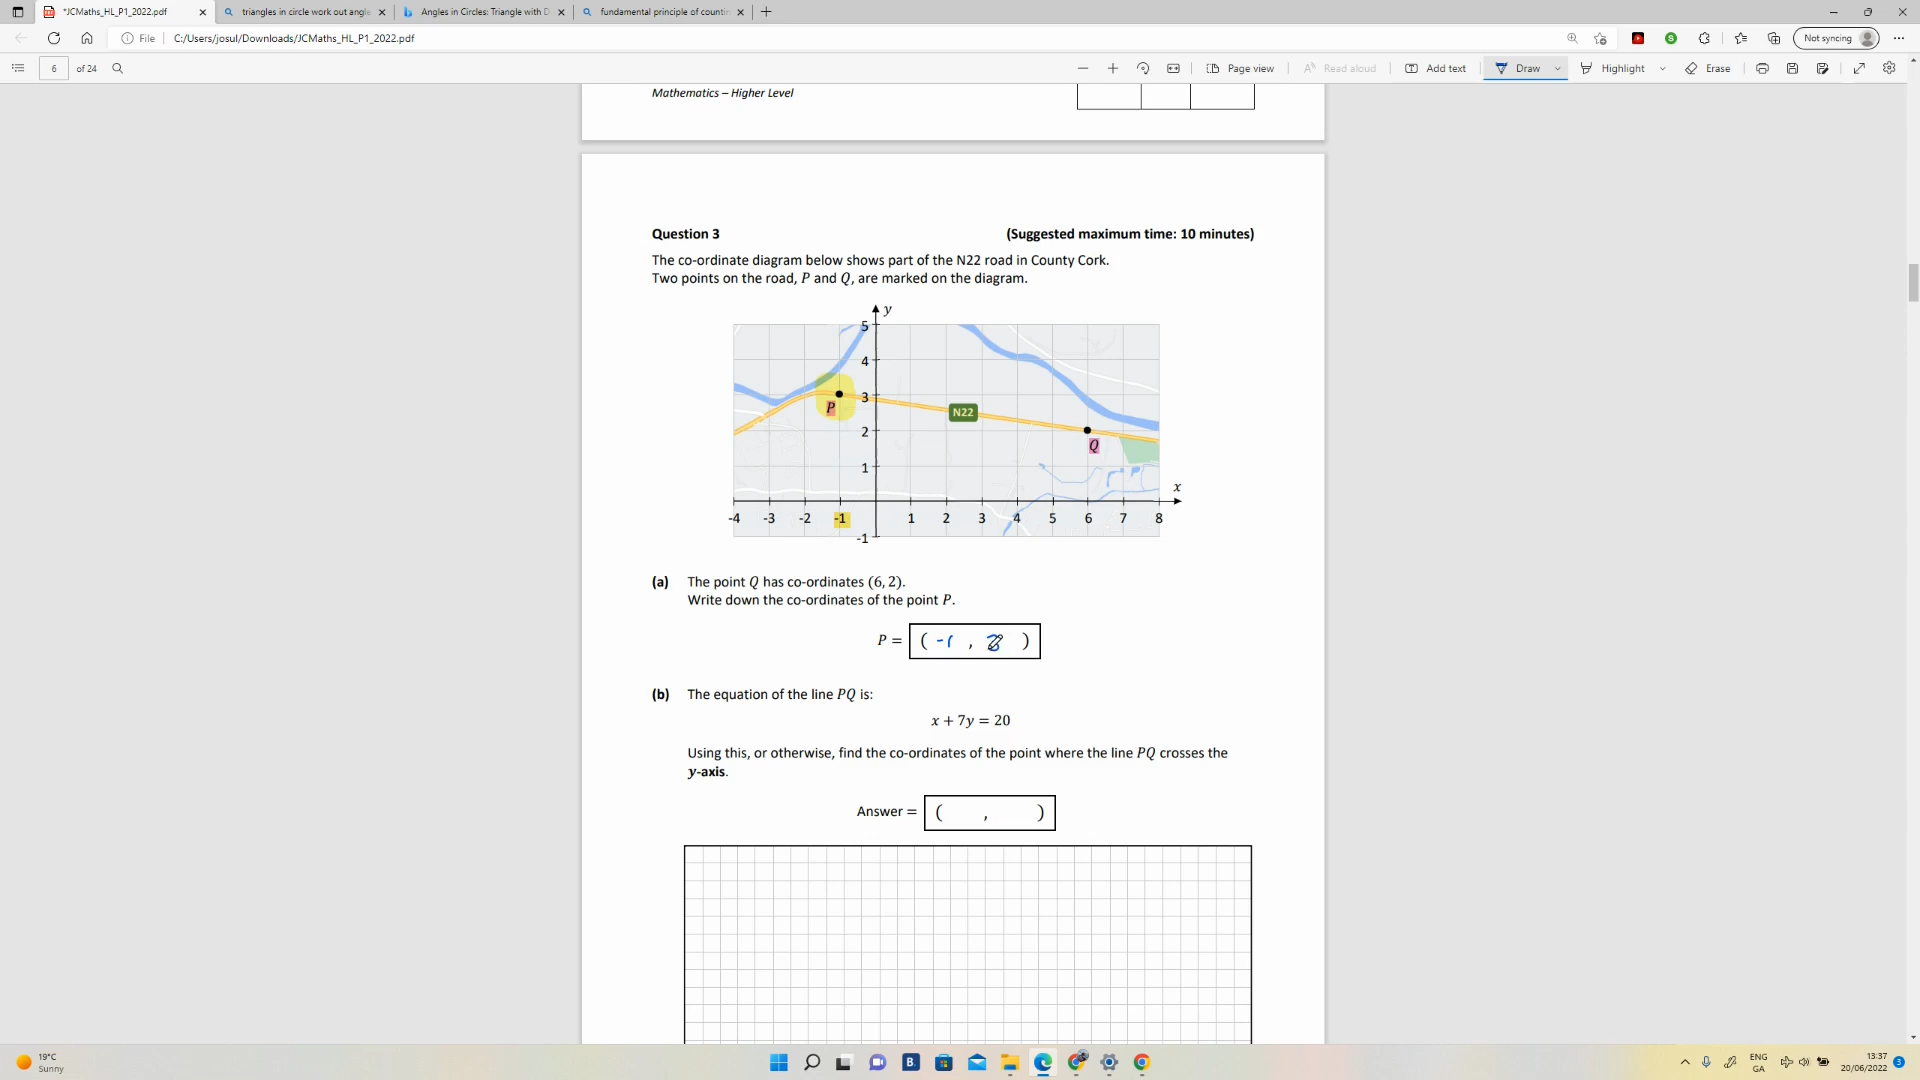 *JCMaths_HL_P1_2022.pdf
triangles in circle work out angle
Angles in Circles: Triangle with D
fundamental principle of countin
File C:/Users/josul/Downloads/JCMaths_HL_P1_2022.pdf
Not syncing
6 of 24
Page view
Read aloud
Add text
Draw
Highlight
Erase
Mathematics – Higher Level
Question 3 (Suggested maximum time: 10 minutes)
The co-ordinate diagram below shows part of the N22 road in County Cork.
Two points on the road, P and Q, are marked on the diagram.
y
5
4
3
P
N22
2
Q
1
x
-4 -3 -2 -1 1 2 3 4 5 6 7 8
-1
(a) The point Q has co-ordinates (6, 2).
Write down the co-ordinates of the point P.
P = ( -1 , 3 )
(b) The equation of the line PQ is:
x + 7y = 20
Using this, or otherwise, find the co-ordinates of the point where the line PQ crosses the
y-axis.
Answer = ( , )
19°C
Sunny
ENG
GA
13:37
20/06/2022
3